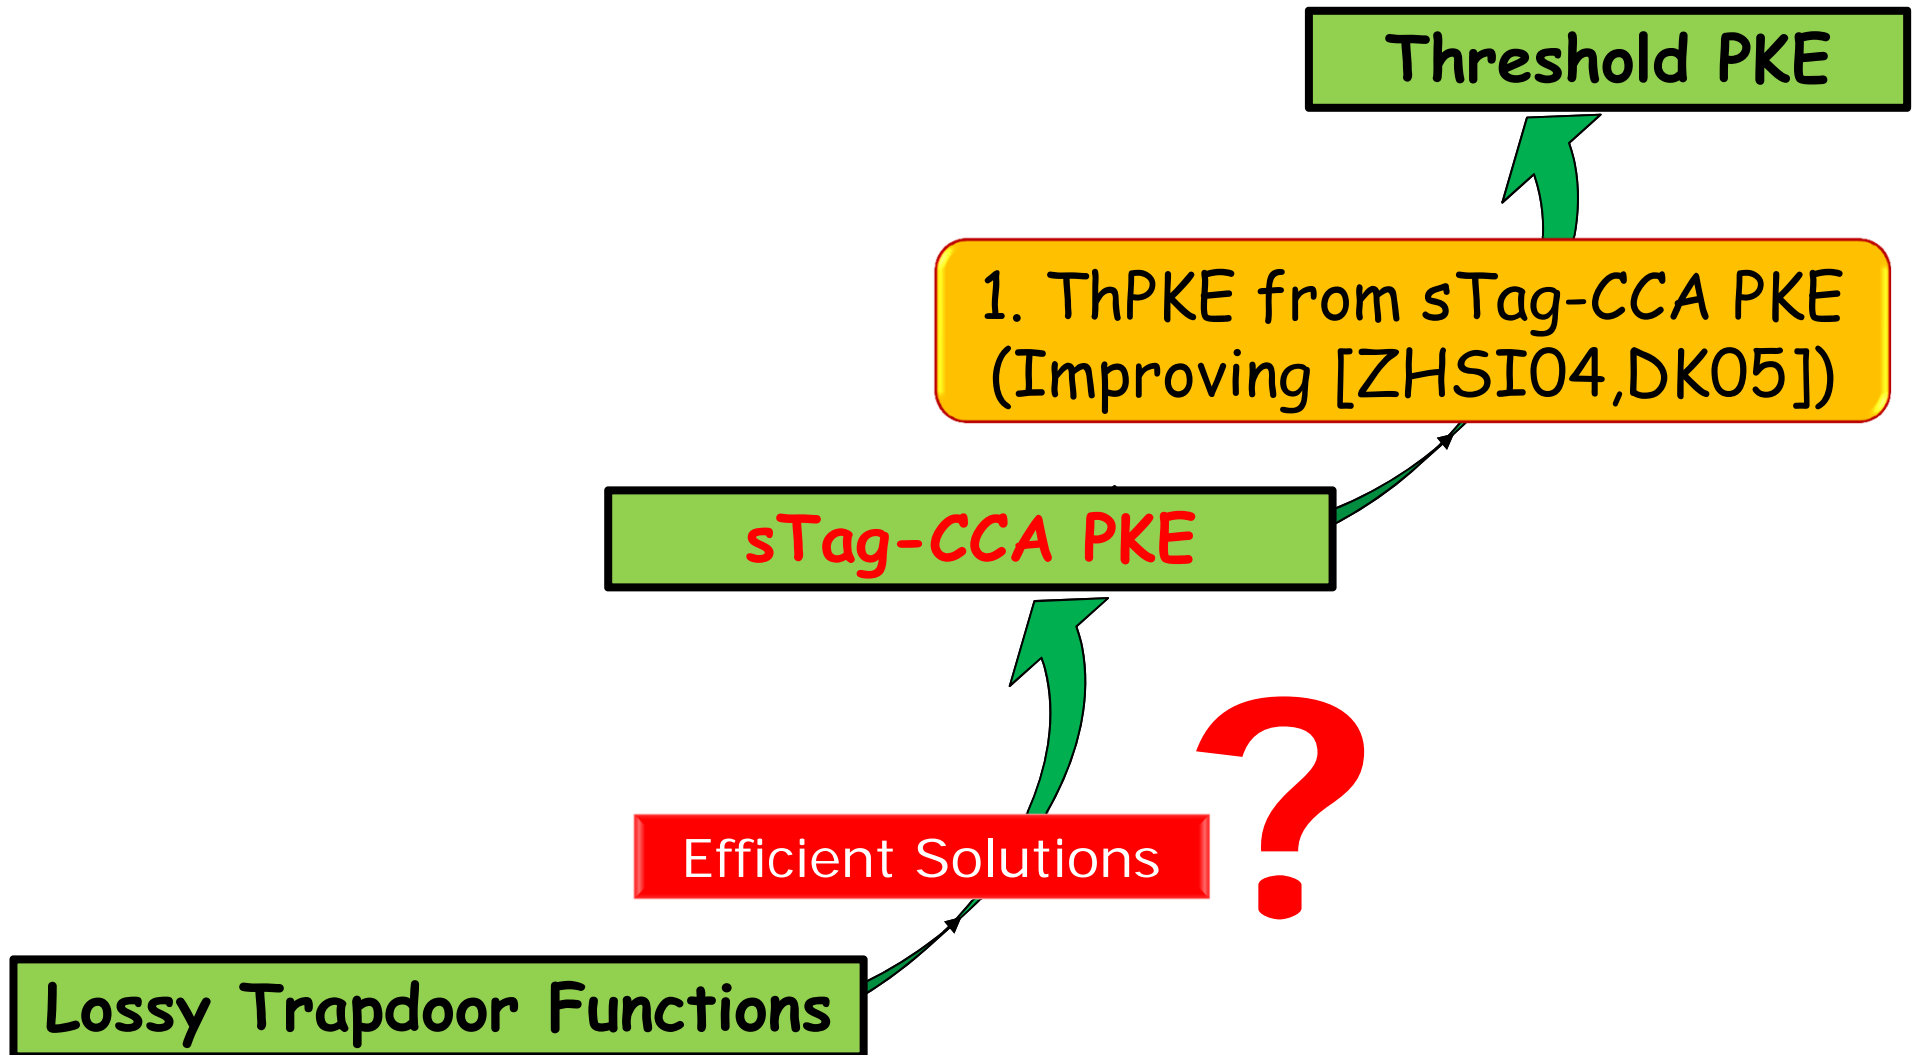 Threshold PKE
1. ThPKE from sTag-CCA PKE
(Improving [ZHSI04,DK05])
sTag-CCA PKE
?
Efficient Solutions
Lossy Trapdoor Functions